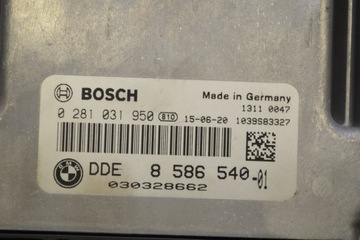 BOSCH
Made in Germany
1311 0047
0 281 031 950 B10 15-06-20 1039S83327
DDE 8 586 540-01
030328662